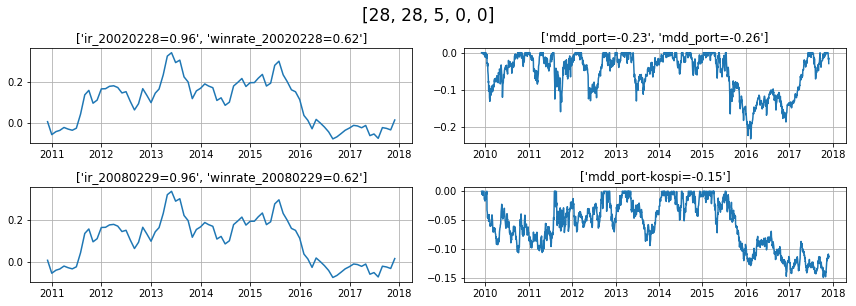 [28, 28, 5, 0, 0]
['ir_20020228=0.96', 'winrate_20020228=0.62']
0.2
0.0
2011 2012 2013 2014 2015 2016 2017 2018
['mdd_port=-0.23', 'mdd_port=-0.26']
0.0
−0.1
−0.2
2010 2011 2012 2013 2014 2015 2016 2017 2018
['ir_20080229=0.96', 'winrate_20080229=0.62']
0.2
0.0
2011 2012 2013 2014 2015 2016 2017 2018
['mdd_port-kospi=-0.15']
0.00
−0.05
−0.10
−0.15
2010 2011 2012 2013 2014 2015 2016 2017 2018